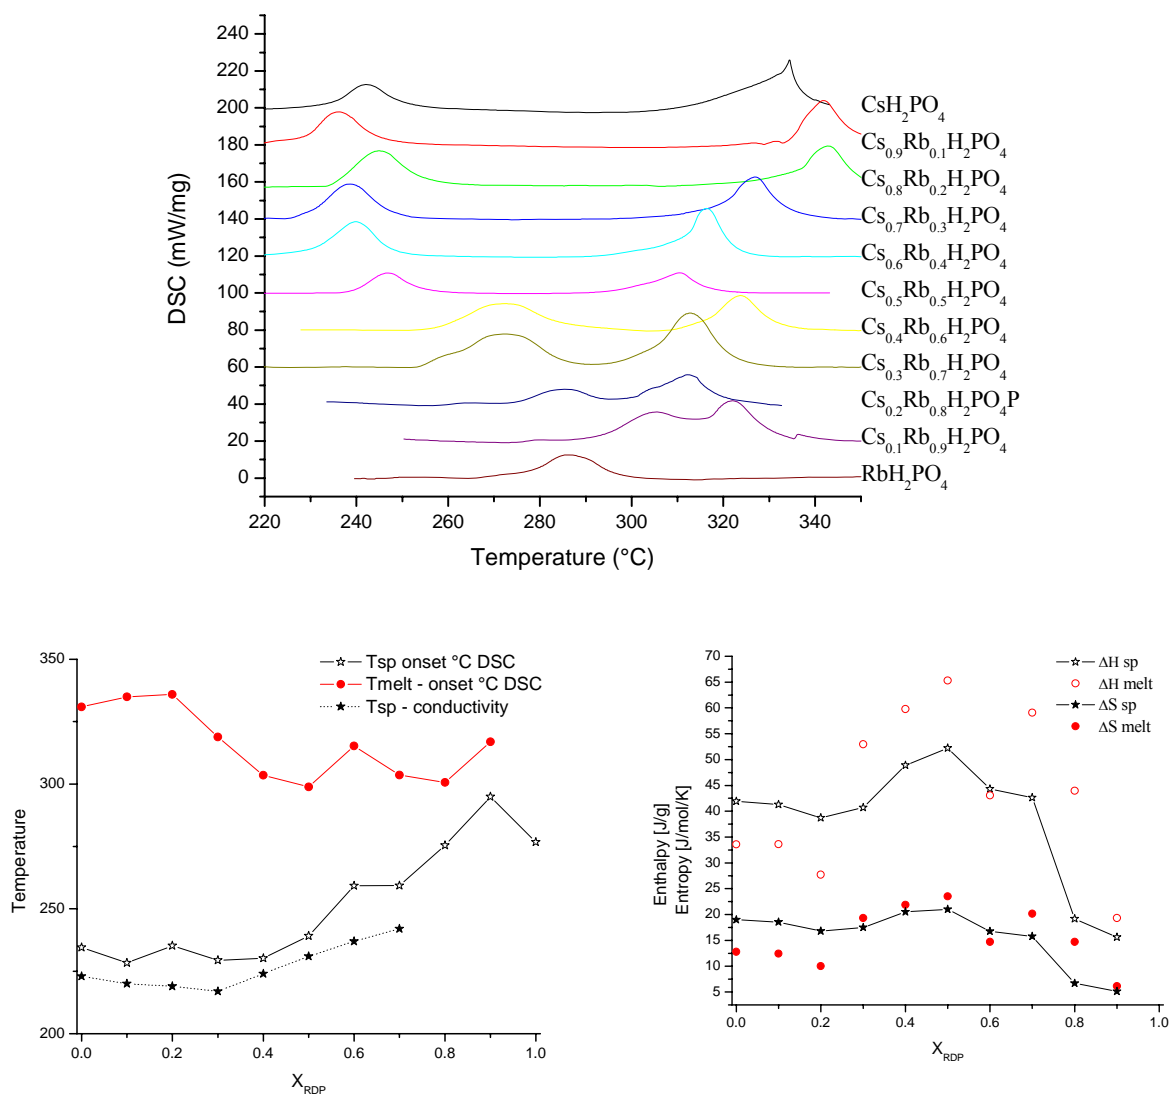 220
200
180
160
140
120
100
80
60
40
20
0
DSC (mW/mg)
220 240 260 280 300 320 340
Temperature (°C)
CsH₂PO₄
Cs₀.₉Rb₀.₁H₂PO₄
Cs₀.₈Rb₀.₂H₂PO₄
Cs₀.₇Rb₀.₃H₂PO₄
Cs₀.₆Rb₀.₄H₂PO₄
Cs₀.₅Rb₀.₅H₂PO₄
Cs₀.₄Rb₀.₆H₂PO₄
Cs₀.₃Rb₀.₇H₂PO₄
Cs₀.₂Rb₀.₈H₂PO₄P
Cs₀.₁Rb₀.₉H₂PO₄
RbH₂PO₄
350
300
250
200
Temperature
Tsp onset °C DSC
Tmelt - onset °C DSC
Tsp - conductivity
0.0 0.2 0.4 0.6 0.8 1.0
X_RDP
70
65
60
55
50
45
40
35
30
25
20
15
10
5
Enthalpy [J/g]
Entropy [J/mol/K]
ΔH sp
ΔH melt
ΔS sp
ΔS melt
0.0 0.2 0.4 0.6 0.8 1.0
X_RDP